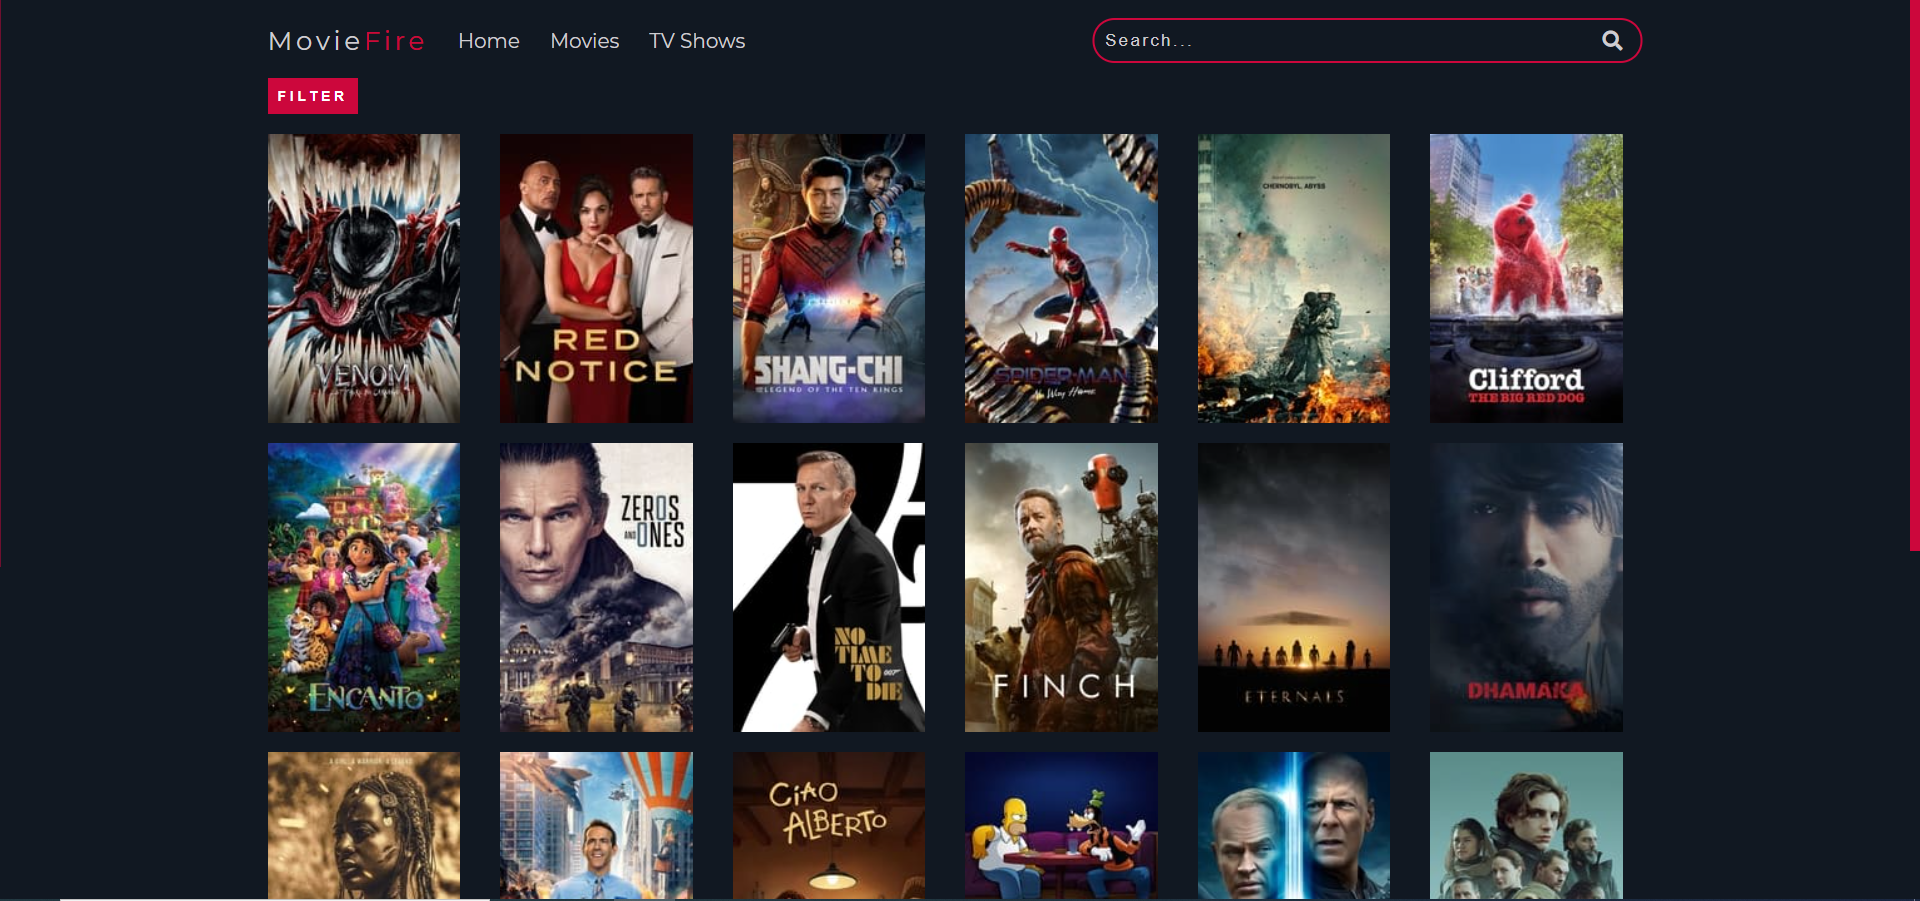 MovieFire Home Movies TV Shows Search...
FILTER
VENOM
RED
NOTICE
SHANG-CHI
LEGEND OF THE TEN RINGS
SPIDER-MAN
No Way Home
CHERNOBYL. ABYSS
Clifford
THE BIG RED DOG
ENCANTO
ZEROS
AND ONES
NO
TIME
TO 007
DIE
FINCH
ETERNALS
DHAMAKA
CIAO
ALBERTO